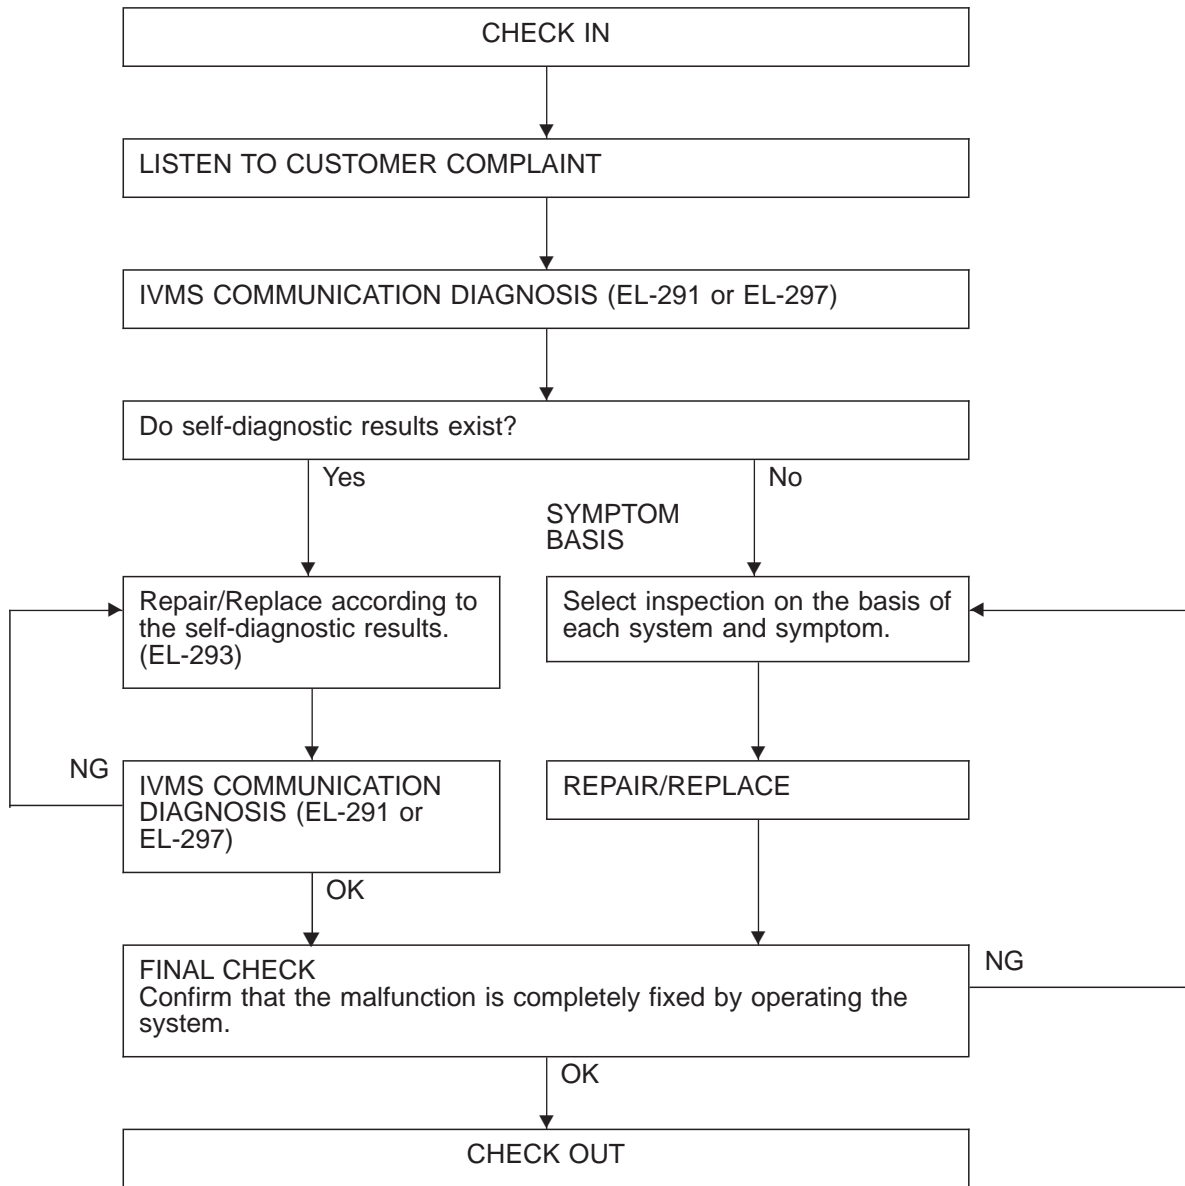 CHECK IN
LISTEN TO CUSTOMER COMPLAINT
IVMS COMMUNICATION DIAGNOSIS (EL-291 or EL-297)
Do self-diagnostic results exist?
Yes
No
SYMPTOM
BASIS
Repair/Replace according to
the self-diagnostic results.
(EL-293)
Select inspection on the basis of
each system and symptom.
NG
IVMS COMMUNICATION
DIAGNOSIS (EL-291 or
EL-297)
REPAIR/REPLACE
OK
FINAL CHECK
Confirm that the malfunction is completely fixed by operating the
system.
NG
OK
CHECK OUT